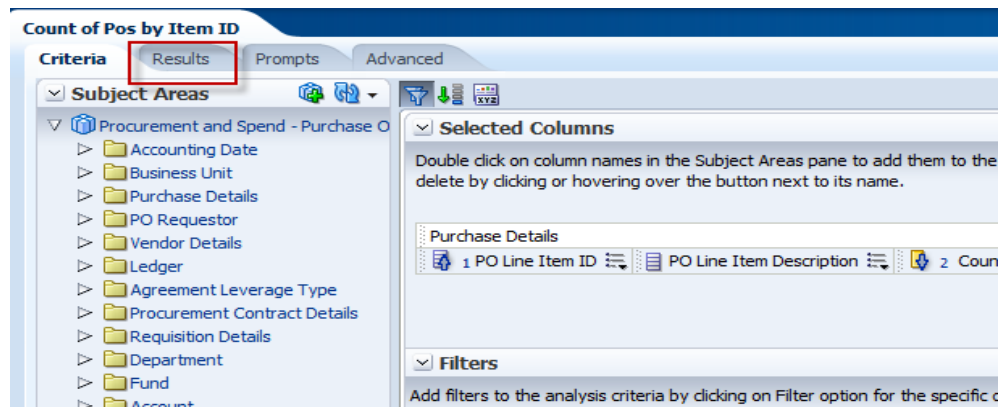 Count of Pos by Item ID
Criteria Results Prompts Advanced
Subject Areas
Procurement and Spend - Purchase O
Accounting Date
Business Unit
Purchase Details
PO Requestor
Vendor Details
Ledger
Agreement Leverage Type
Procurement Contract Details
Requisition Details
Department
Fund
Account
XYZ
Selected Columns
Double click on column names in the Subject Areas pane to add them to the
delete by clicking or hovering over the button next to its name.
Purchase Details
1 PO Line Item ID PO Line Item Description 2 Coun
Filters
Add filters to the analysis criteria by clicking on Filter option for the specific c